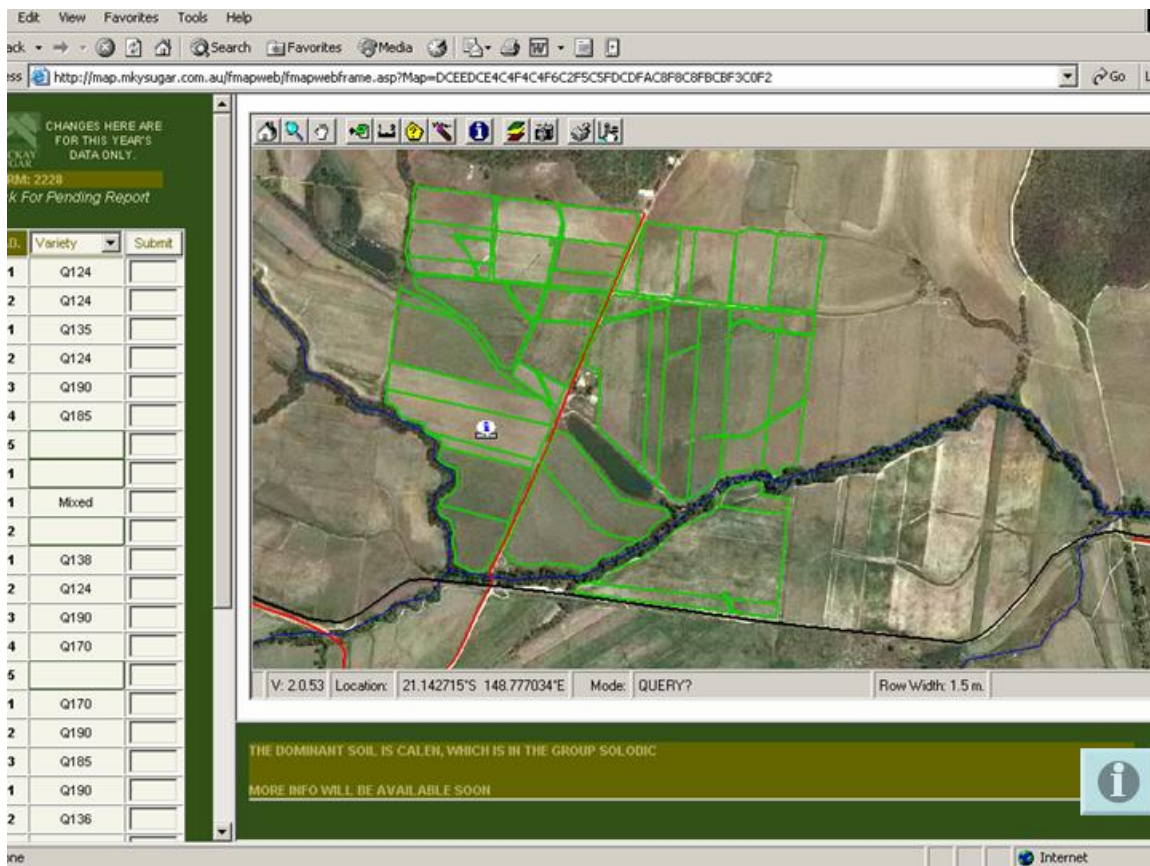 Edit View Favorites Tools Help
Search Favorites Media
http://map.mkysugar.com.au/fmapweb/fmapwebframe.asp?Map=DCEEDCE4C4F4C4F6C2F5C5FDCDFAC8F8C8FBCBF3C0F2
Go
CHANGES HERE ARE
FOR THIS YEAR'S
DATA ONLY.
RM: 2228
k For Pending Report
Variety Submit
1 Q124
2 Q124
1 Q135
2 Q124
3 Q190
4 Q185
5
1
1 Mixed
2
1 Q138
2 Q124
3 Q190
4 Q170
5
1 Q170
2 Q190
3 Q185
1 Q190
2 Q136
V: 2.0.53 Location: 21.142715°S 148.777034°E Mode: QUERY? Row Width: 1.5 m.
THE DOMINANT SOIL IS CALEN, WHICH IS IN THE GROUP SOLODIC
MORE INFO WILL BE AVAILABLE SOON
Internet